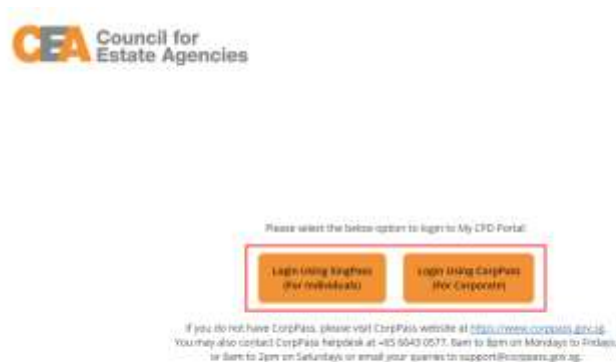 CEA Council for
Estate Agencies
Please select the below option to login to My CPD Portal
Login Using SingPass
(For Individuals)
Login Using CorpPass
(For Corporate)
If you do not have CorpPass, please visit CorpPass website at https://www.corppass.gov.sg.
You may also contact CorpPass helpdesk at +65 6643 0577, 8am to 8pm on Mondays to Fridays
or 8am to 2pm on Saturdays or email your queries to support@corppass.gov.sg.